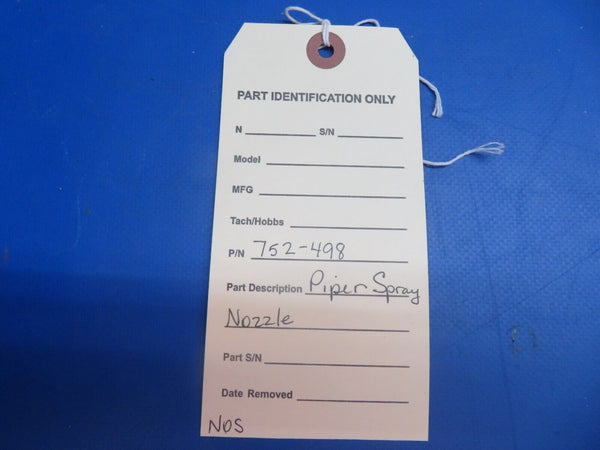 PART IDENTIFICATION ONLY
N S/N
Model
MFG
Tach/Hobbs
P/N 752-498
Part Description Piper Spray
Nozzle
Part S/N
Date Removed
NOS